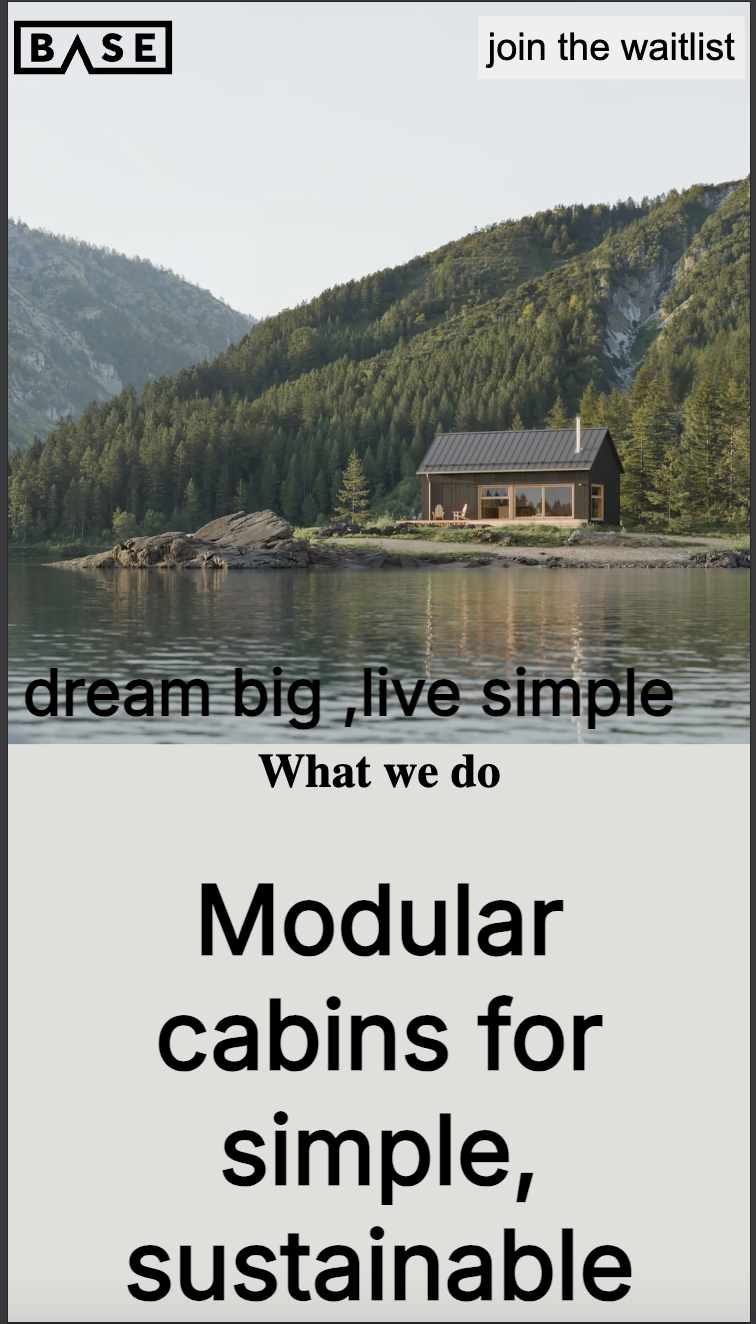 BASE
join the waitlist
dream big ,live simple
What we do
Modular
cabins for
simple,
sustainable